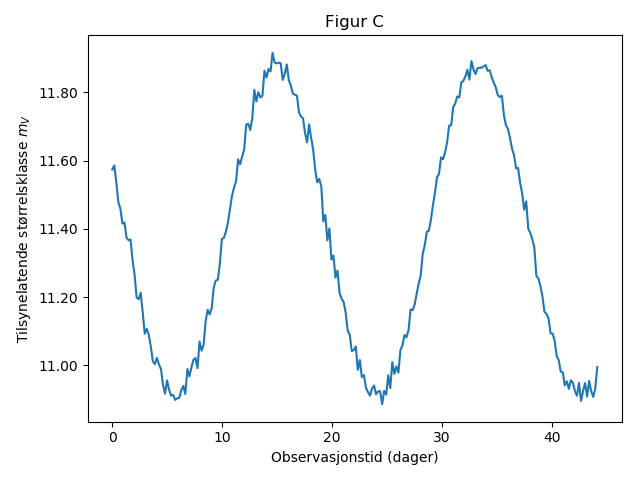 Figur C
Tilsynelatende størrelsklasse $m_V$
11.80
11.60
11.40
11.20
11.00
0 10 20 30 40
Observasjonstid (dager)